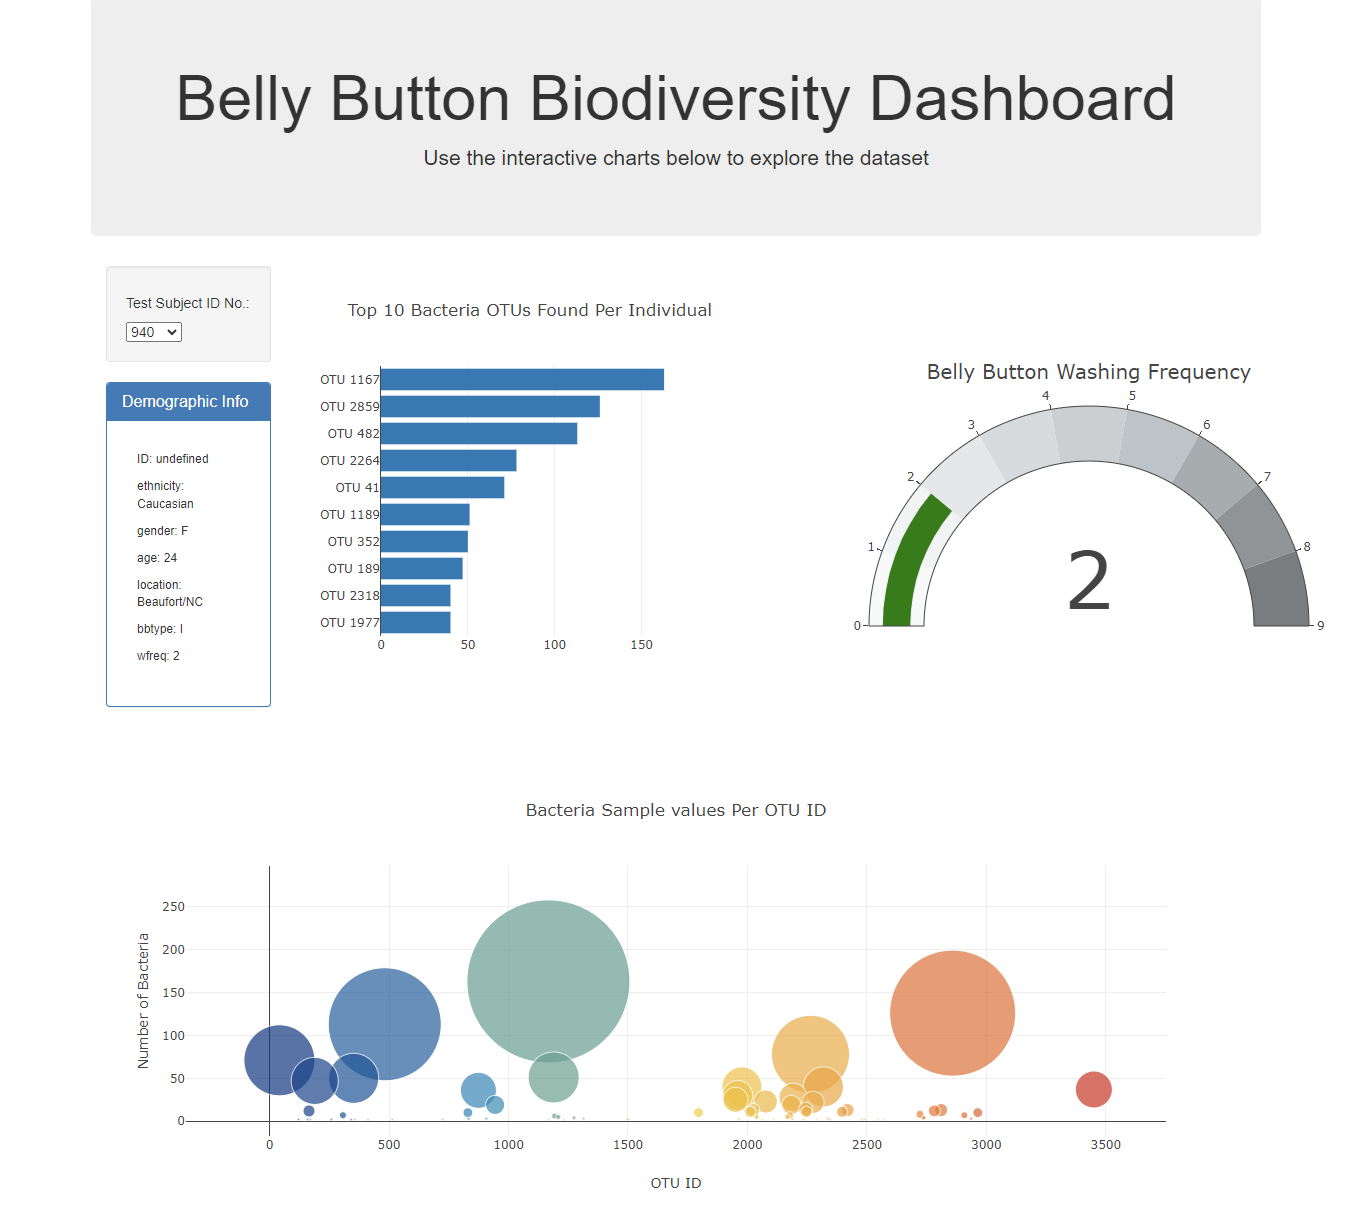 Belly Button Biodiversity Dashboard
Use the interactive charts below to explore the dataset
Test Subject ID No.:
940
Demographic Info
ID: undefined
ethnicity:
Caucasian
gender: F
age: 24
location:
Beaufort/NC
bbtype: I
wfreq: 2
Top 10 Bacteria OTUs Found Per Individual
OTU 1167
OTU 2859
OTU 482
OTU 2264
OTU 41
OTU 1189
OTU 352
OTU 189
OTU 2318
OTU 1977
0 50 100 150
Belly Button Washing Frequency
0
1
2
3
4
5
6
7
8
9
2
Bacteria Sample values Per OTU ID
Number of Bacteria
250
200
150
100
50
0
0 500 1000 1500 2000 2500 3000 3500
OTU ID